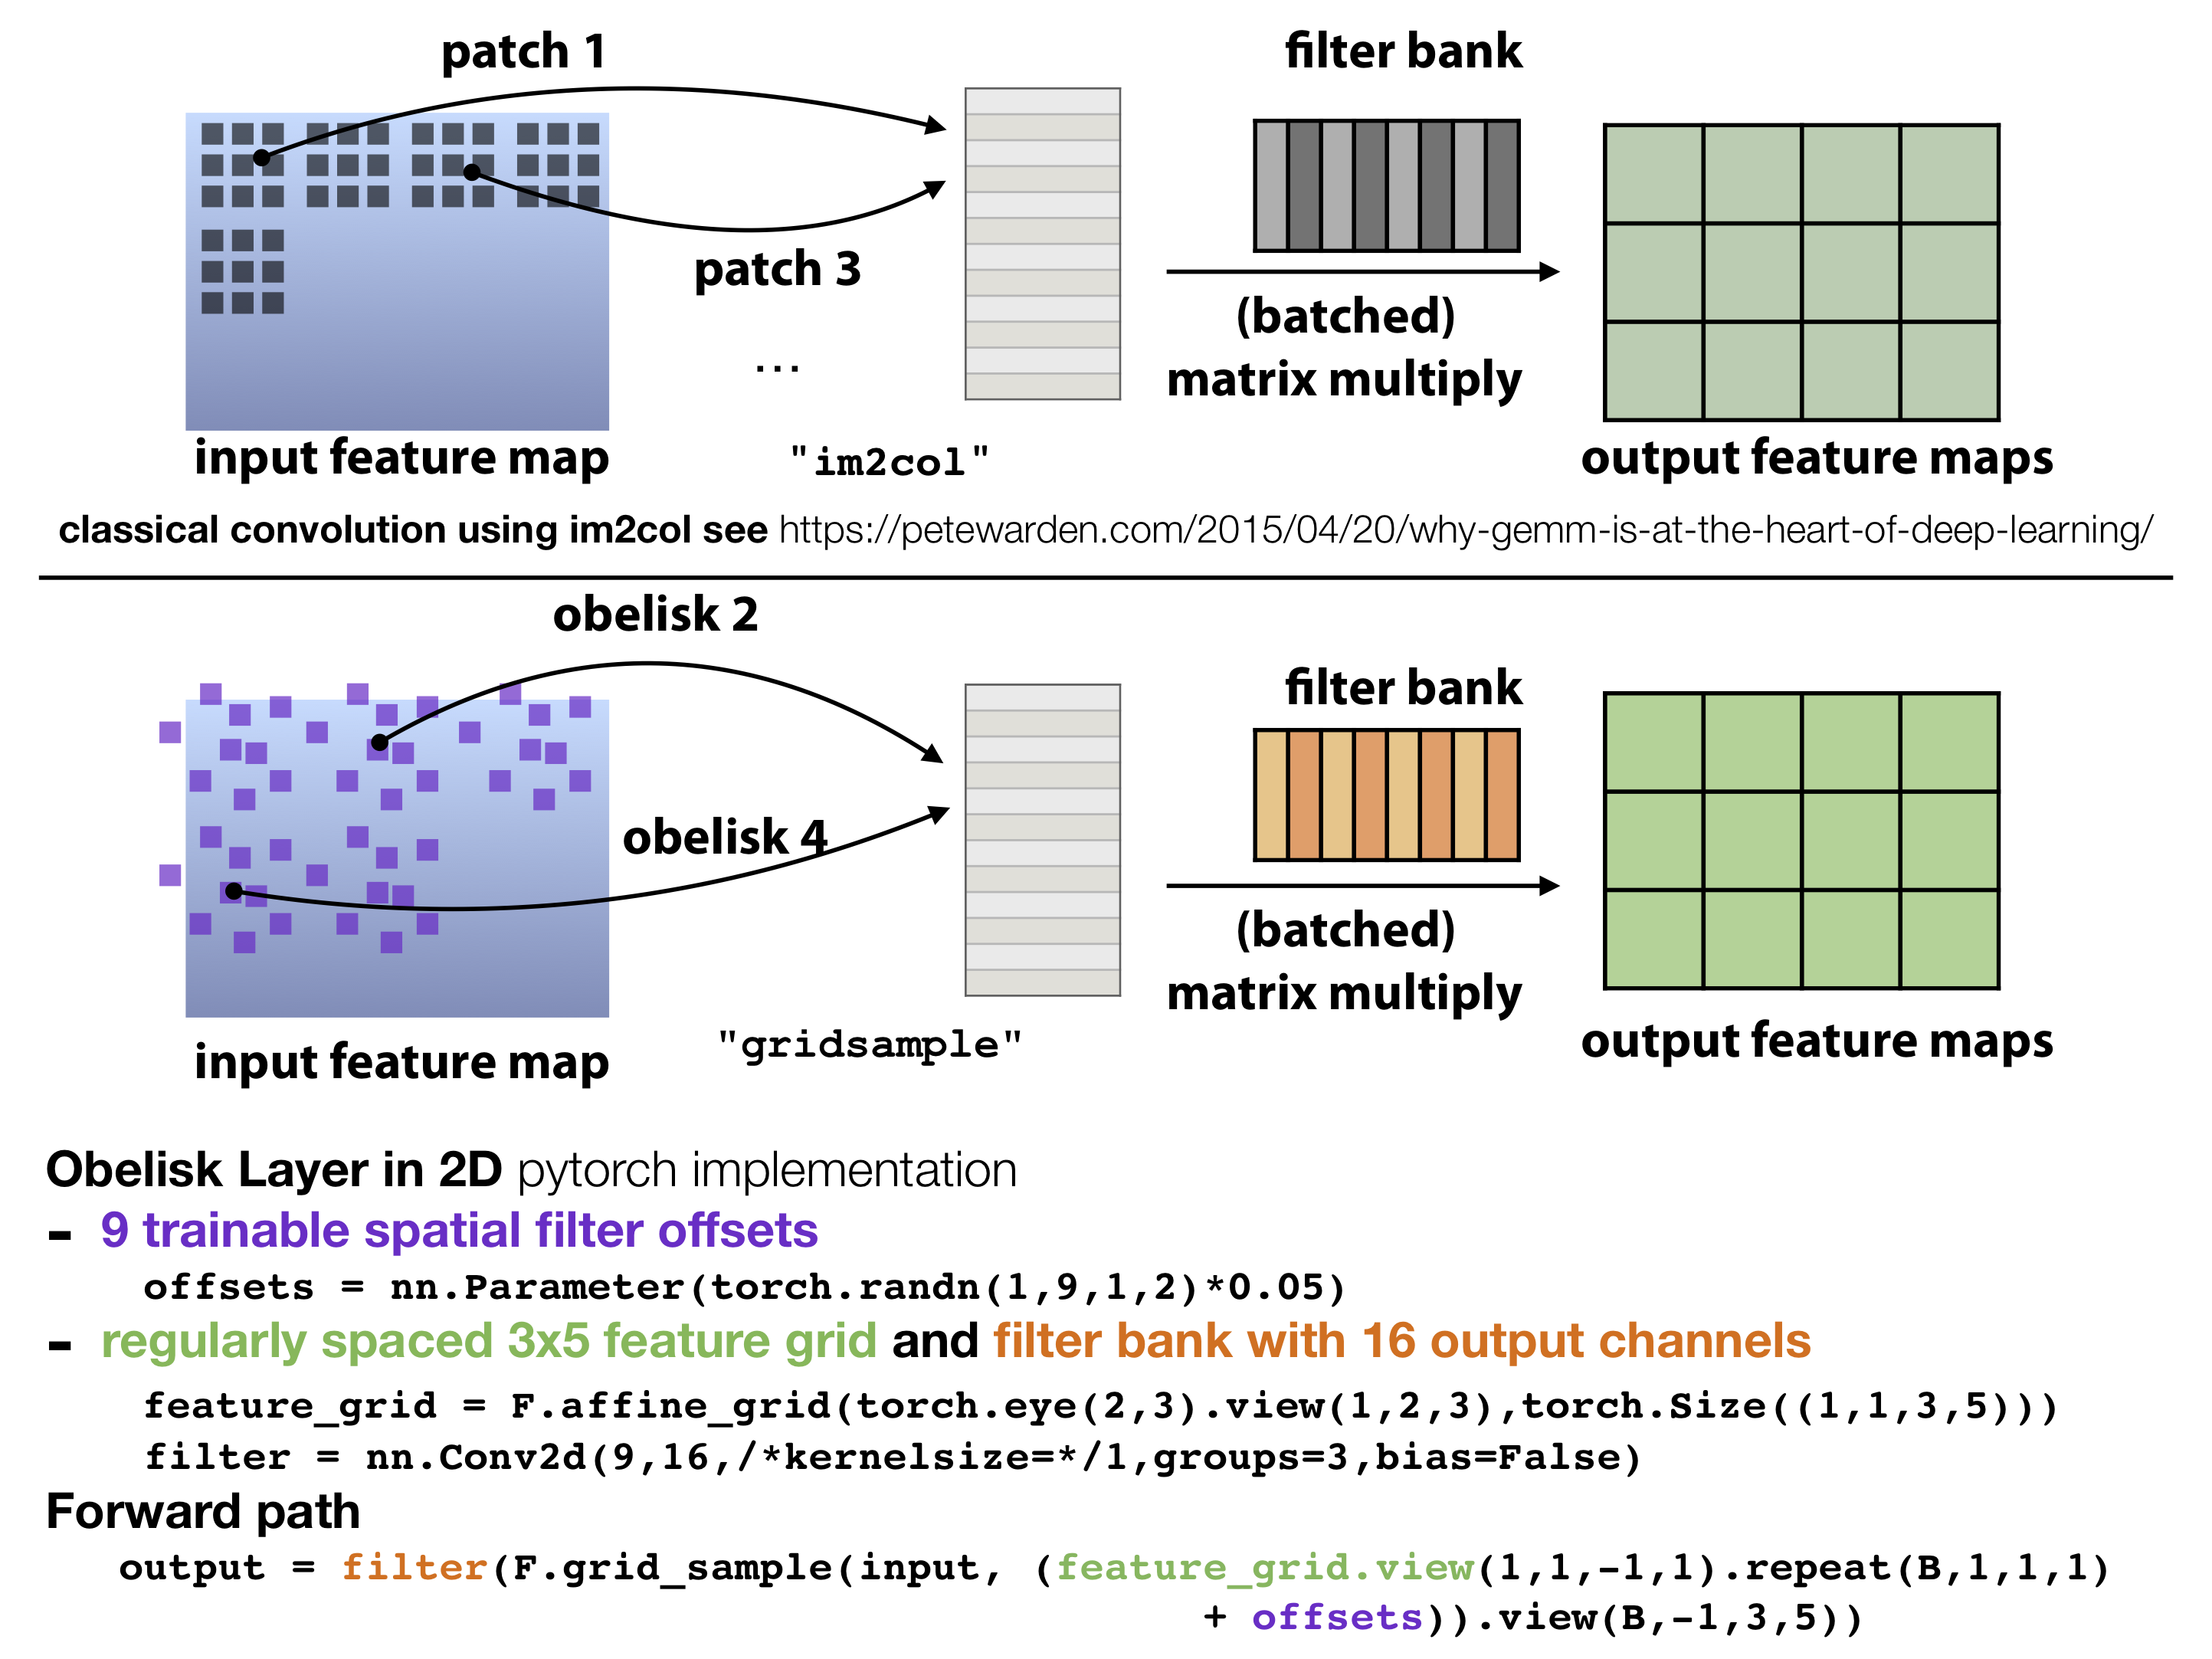 patch 1
filter bank
patch 3
...
(batched)
matrix multiply
input feature map
"im2col"
output feature maps
classical convolution using im2col see https://petewarden.com/2015/04/20/why-gemm-is-at-the-heart-of-deep-learning/
obelisk 2
filter bank
obelisk 4
(batched)
matrix multiply
input feature map
"gridsample"
output feature maps
Obelisk Layer in 2D pytorch implementation
- 9 trainable spatial filter offsets
offsets = nn.Parameter(torch.randn(1,9,1,2)*0.05)
- regularly spaced 3x5 feature grid and filter bank with 16 output channels
feature_grid = F.affine_grid(torch.eye(2,3).view(1,2,3),torch.Size((1,1,3,5)))
filter = nn.Conv2d(9,16,/*kernelsize=*/1,groups=3,bias=False)
Forward path
output = filter(F.grid_sample(input, (feature_grid.view(1,1,-1,1).repeat(B,1,1,1)
+ offsets)).view(B,-1,3,5))